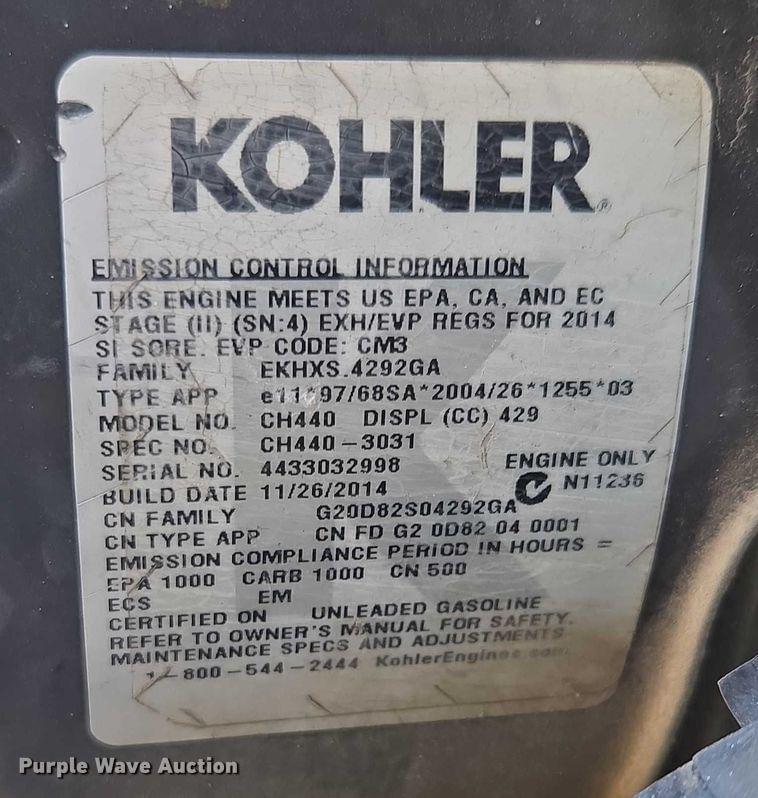 KOHLER®
EMISSION CONTROL INFORMATION
THIS ENGINE MEETS US EPA, CA, AND EC
STAGE (II) (SN:4) EXH/EVP REGS FOR 2014
SI SORE. EVP CODE: CM3
FAMILY EKHXS.4292GA
TYPE APP e11*97/68SA*2004/26*1255*03
MODEL NO. CH440 DISPL (CC) 429
SPEC NO. CH440-3031
SERIAL NO. 4433032998
ENGINE ONLY
BUILD DATE 11/26/2014
N11236
CN FAMILY G20D82S04292GA
CN TYPE APP CN FD G2 0D82 04 0001
EMISSION COMPLIANCE PERIOD IN HOURS =
EPA 1000 CARB 1000 CN 500
ECS EM
CERTIFIED ON UNLEADED GASOLINE
REFER TO OWNER'S MANUAL FOR SAFETY,
MAINTENANCE SPECS AND ADJUSTMENTS
1-800-544-2444 KohlerEngines.com
Purple Wave Auction